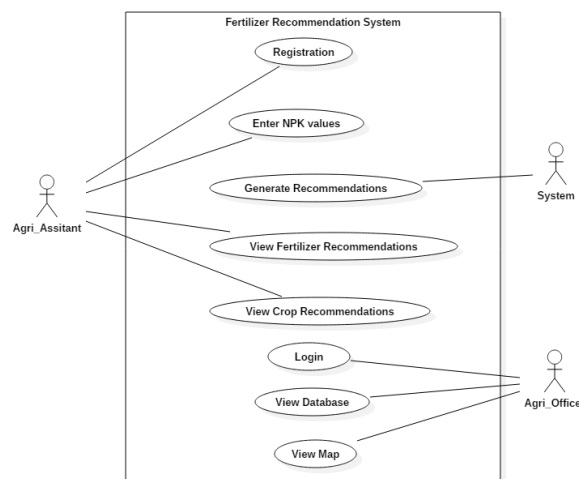 Fertilizer Recommendation System
Registration
Enter NPK values
Generate Recommendations
System
Agri_Assitant
View Fertilizer Recommendations
View Crop Recommendations
Login
View Database
Agri_Office
View Map